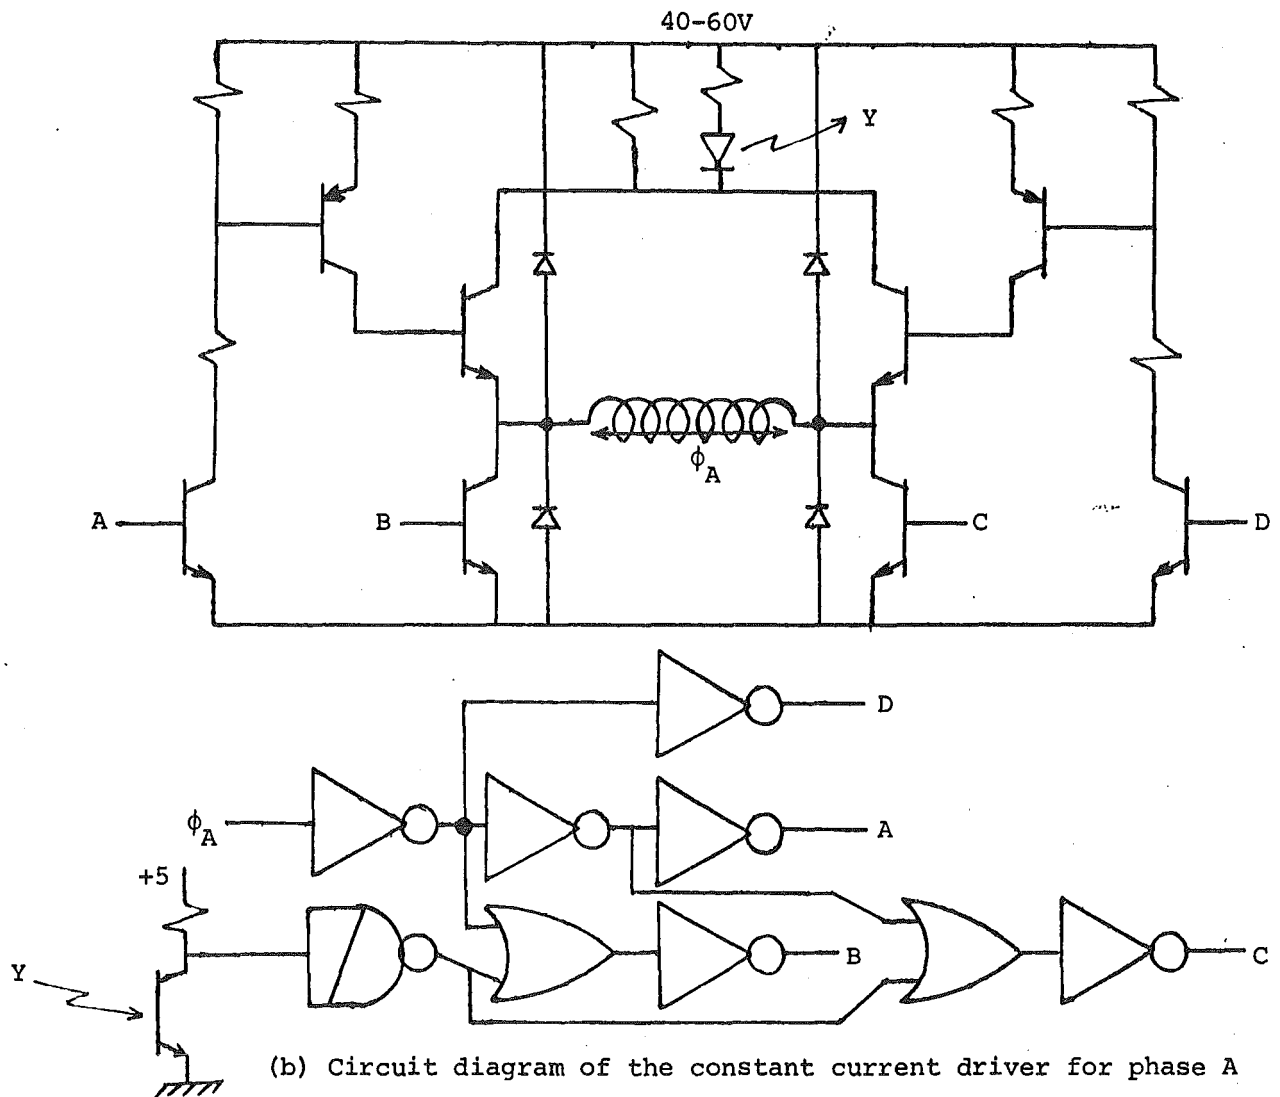 40-60V
Y
ϕA
A
B
C
D
D
ϕA
A
+5
Y
B
C
(b) Circuit diagram of the constant current driver for phase A